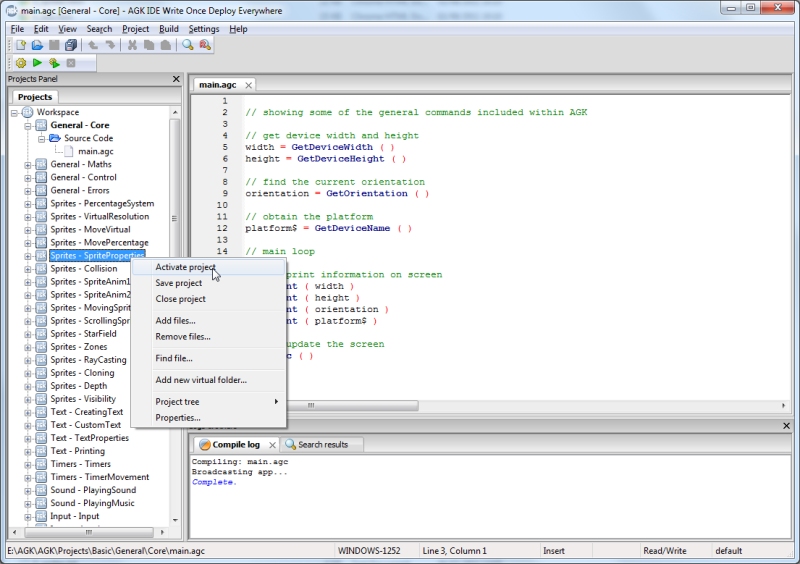 main.agc [General - Core] - AGK IDE Write Once Deploy Everywhere
File Edit View Search Project Build Settings Help
Projects Panel
Projects
Workspace
General - Core
Source Code
main.agc
General - Maths
General - Control
General - Errors
Sprites - PercentageSystem
Sprites - VirtualResolution
Sprites - MoveVirtual
Sprites - MovePercentage
Sprites - SpriteProperties
Sprites - Collision
Sprites - SpriteAnim1
Sprites - SpriteAnim2
Sprites - MovingSpri
Sprites - ScrollingSpr
Sprites - StarField
Sprites - Zones
Sprites - RayCasting
Sprites - Cloning
Sprites - Depth
Sprites - Visibility
Text - CreatingText
Text - CustomText
Text - TextProperties
Text - Printing
Timers - Timers
Timers - TimerMovement
Sound - PlayingSound
Sound - PlayingMusic
Input - Input
Activate project
Save project
Close project
Add files...
Remove files...
Find file...
Add new virtual folder...
Project tree
Properties...
main.agc
1
2 // showing some of the general commands included within AGK
3
4 // get device width and height
5 width = GetDeviceWidth ( )
6 height = GetDeviceHeight ( )
7
8 // find the current orientation
9 orientation = GetOrientation ( )
10
11 // obtain the platform
12 platform$ = GetDeviceName ( )
13
14 // main loop
print information on screen
nt ( width )
nt ( height )
nt ( orientation )
nt ( platform$ )
update the screen
c ( )
Compile log
Search results
Compiling: main.agc
Broadcasting app...
Complete.
E:\AGK\AGK\Projects\Basic\General\Core\main.agc WINDOWS-1252 Line 3, Column 1 Insert Read/Write default